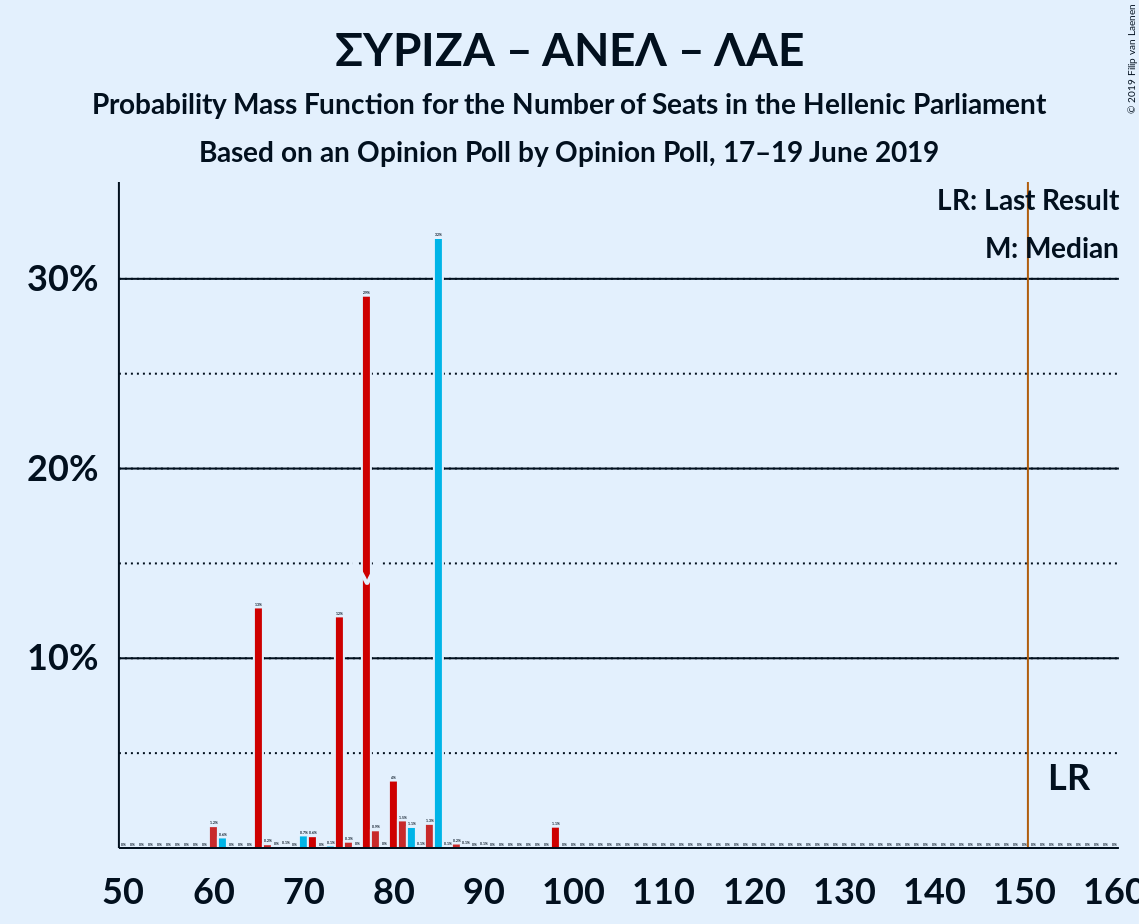 ΣΥΡΙΖΑ – ΑΝΕΛ – ΛΑΕ
Probability Mass Function for the Number of Seats in the Hellenic Parliament
Based on an Opinion Poll by Opinion Poll, 17–19 June 2019
© 2019 Filip van Laenen
LR: Last Result
M: Median
30%
20%
10%
LR
50 60 70 80 90 100 110 120 130 140 150 160